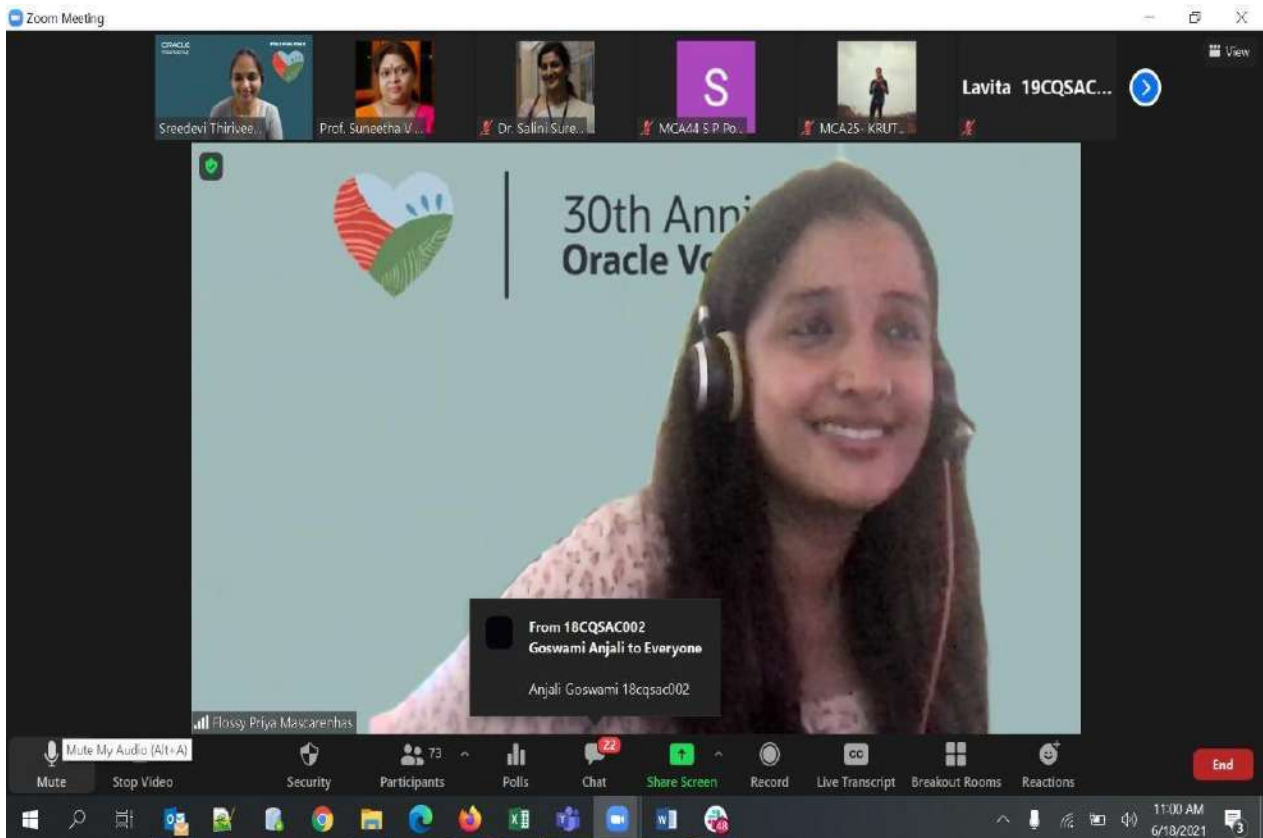 Zoom Meeting
View
ORACLE
Sreedevi Thirivee...
Prof. Suneetha V...
Dr. Salini Sure...
S
MCA44 S P Po...
MCA25- KRUT...
Lavita 19CQSAC...
30th Anni
Oracle Vo
From 18CQSAC002
Goswami Anjali to Everyone
Anjali Goswami 18cqsac002
Flossy Priya Mascarenhas
Mute My Audio (Alt+A)
Mute
Stop Video
Security
73
Participants
Polls
22
Chat
Share Screen
Record
CC
Live Transcript
Breakout Rooms
Reactions
End
11:00 AM
6/18/2021
3